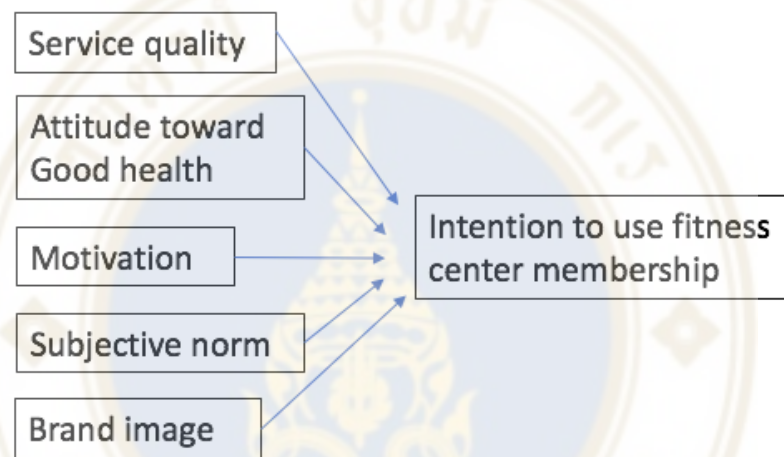 Service quality
Attitude toward
Good health
Motivation
Subjective norm
Brand image
Intention to use fitness
center membership